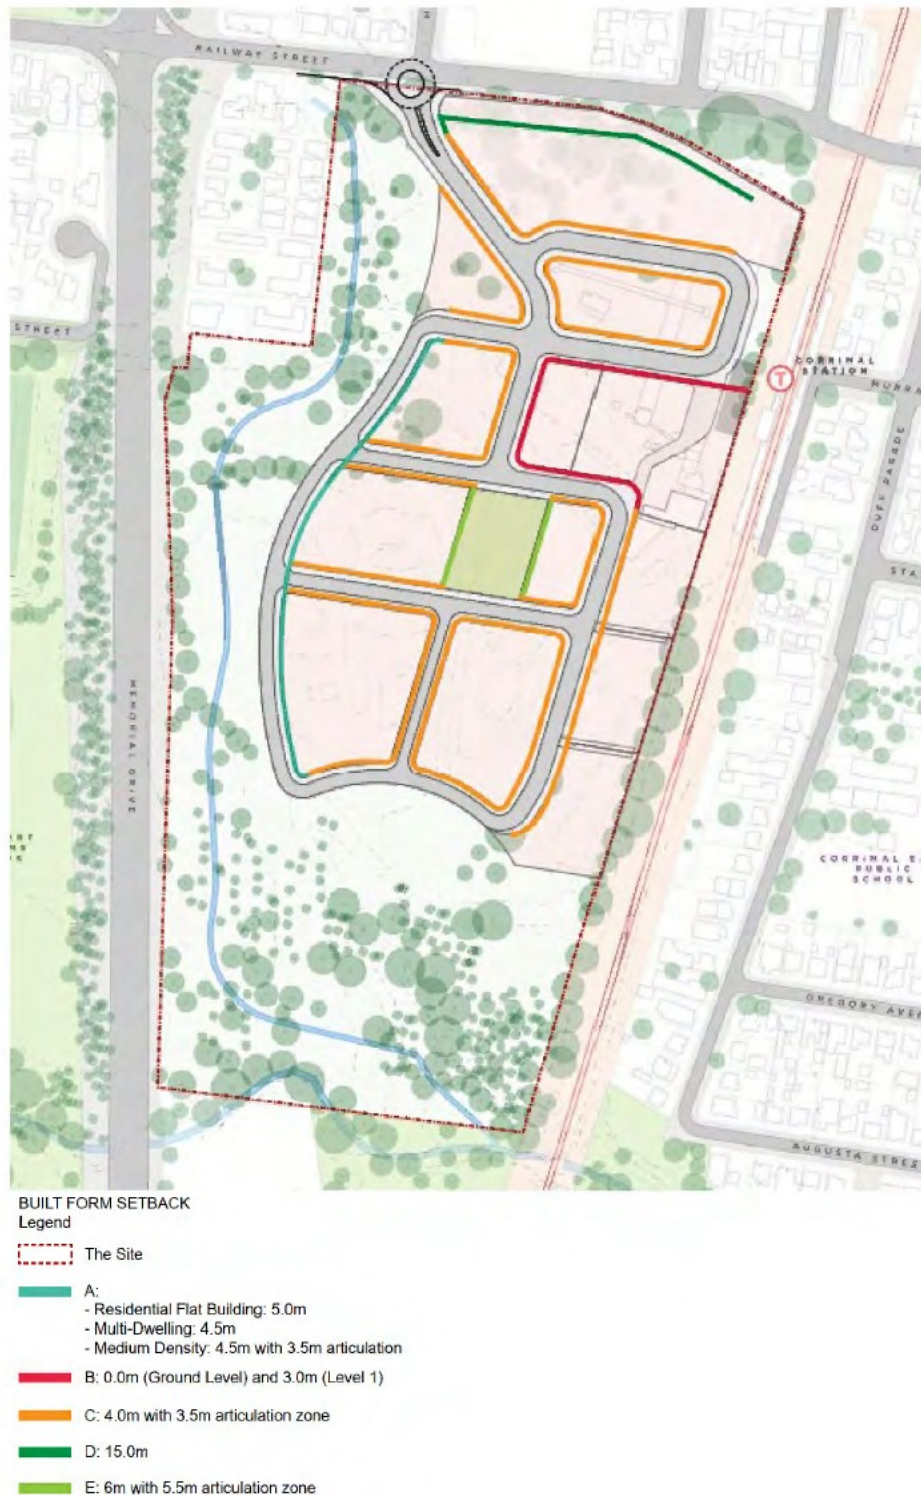 RAILWAY STREET
STREET
CORRIMAL
STATION
T
DUFF PARADE
MEMORIAL DRIVE
PUBLIC
SCHOOL
AUGUSTA STREE
BUILT FORM SETBACK
Legend
The Site
A:
- Residential Flat Building: 5.0m
- Multi-Dwelling: 4.5m
- Medium Density: 4.5m with 3.5m articulation
B: 0.0m (Ground Level) and 3.0m (Level 1)
C: 4.0m with 3.5m articulation zone
D: 15.0m
E: 6m with 5.5m articulation zone